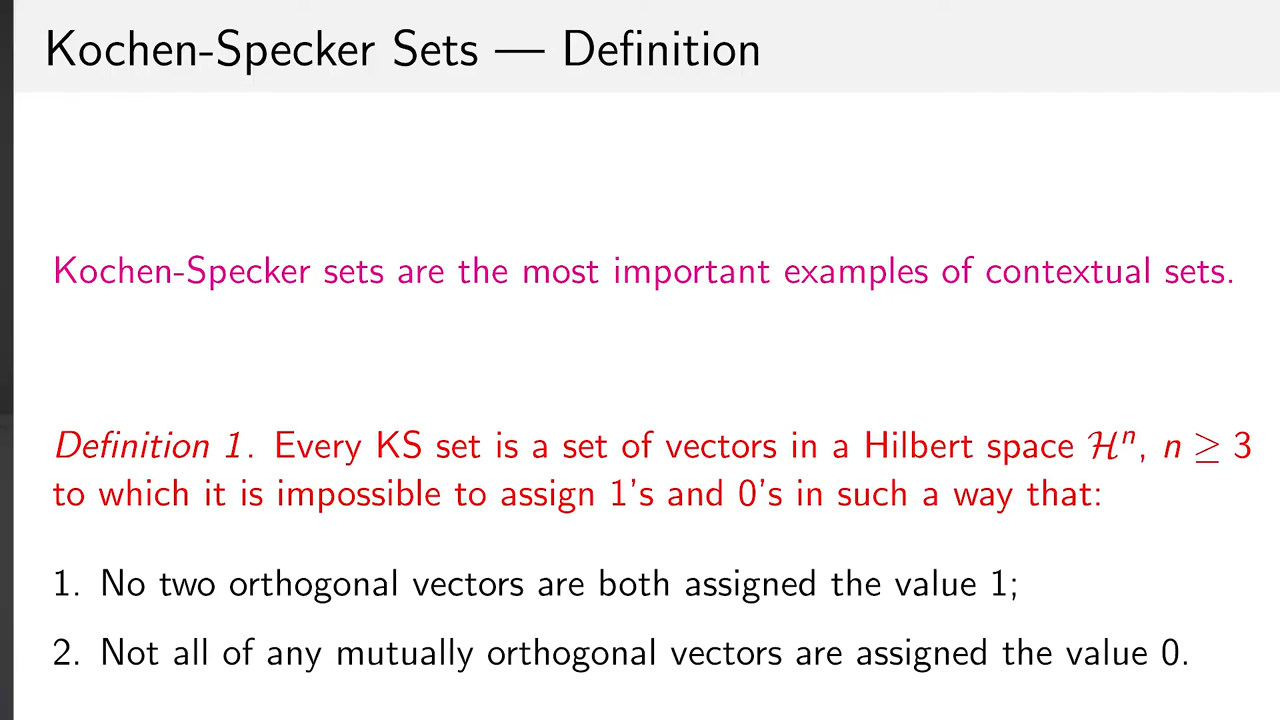 Kochen-Specker Sets — Definition
Kochen-Specker sets are the most important examples of contextual sets.
Definition 1. Every KS set is a set of vectors in a Hilbert space ℋⁿ, n ≥ 3
to which it is impossible to assign 1's and 0's in such a way that:
1. No two orthogonal vectors are both assigned the value 1;
2. Not all of any mutually orthogonal vectors are assigned the value 0.